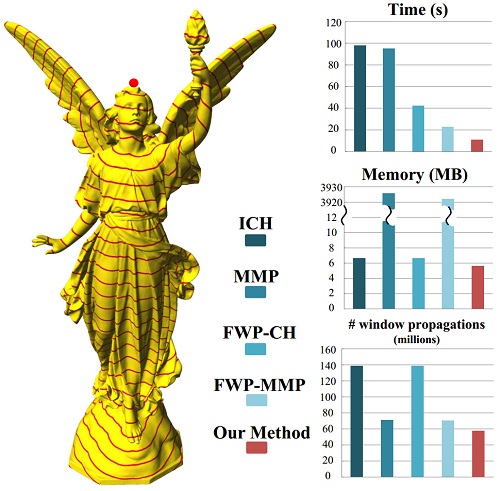 Time (s)
120
100
80
60
40
20
0
Memory (MB)
3930
3920
12
10
8
6
4
2
0
ICH
MMP
FWP-CH
FWP-MMP
Our Method
# window propagations
(millions)
160
140
120
100
80
60
40
20
0